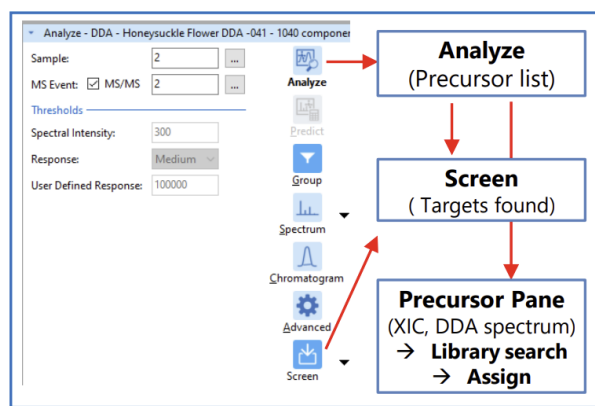 Analyze - DDA - Honeysuckle Flower DDA -041 - 1040 componen
Sample:
2
...
MS Event:
MS/MS
2
...
Thresholds
Spectral Intensity:
300
Response:
Medium
User Defined Response:
100000
Analyze
Predict
Group
Spectrum
Chromatogram
Advanced
Screen
Analyze
(Precursor list)
Screen
( Targets found)
Precursor Pane
(XIC, DDA spectrum)
→ Library search
→ Assign